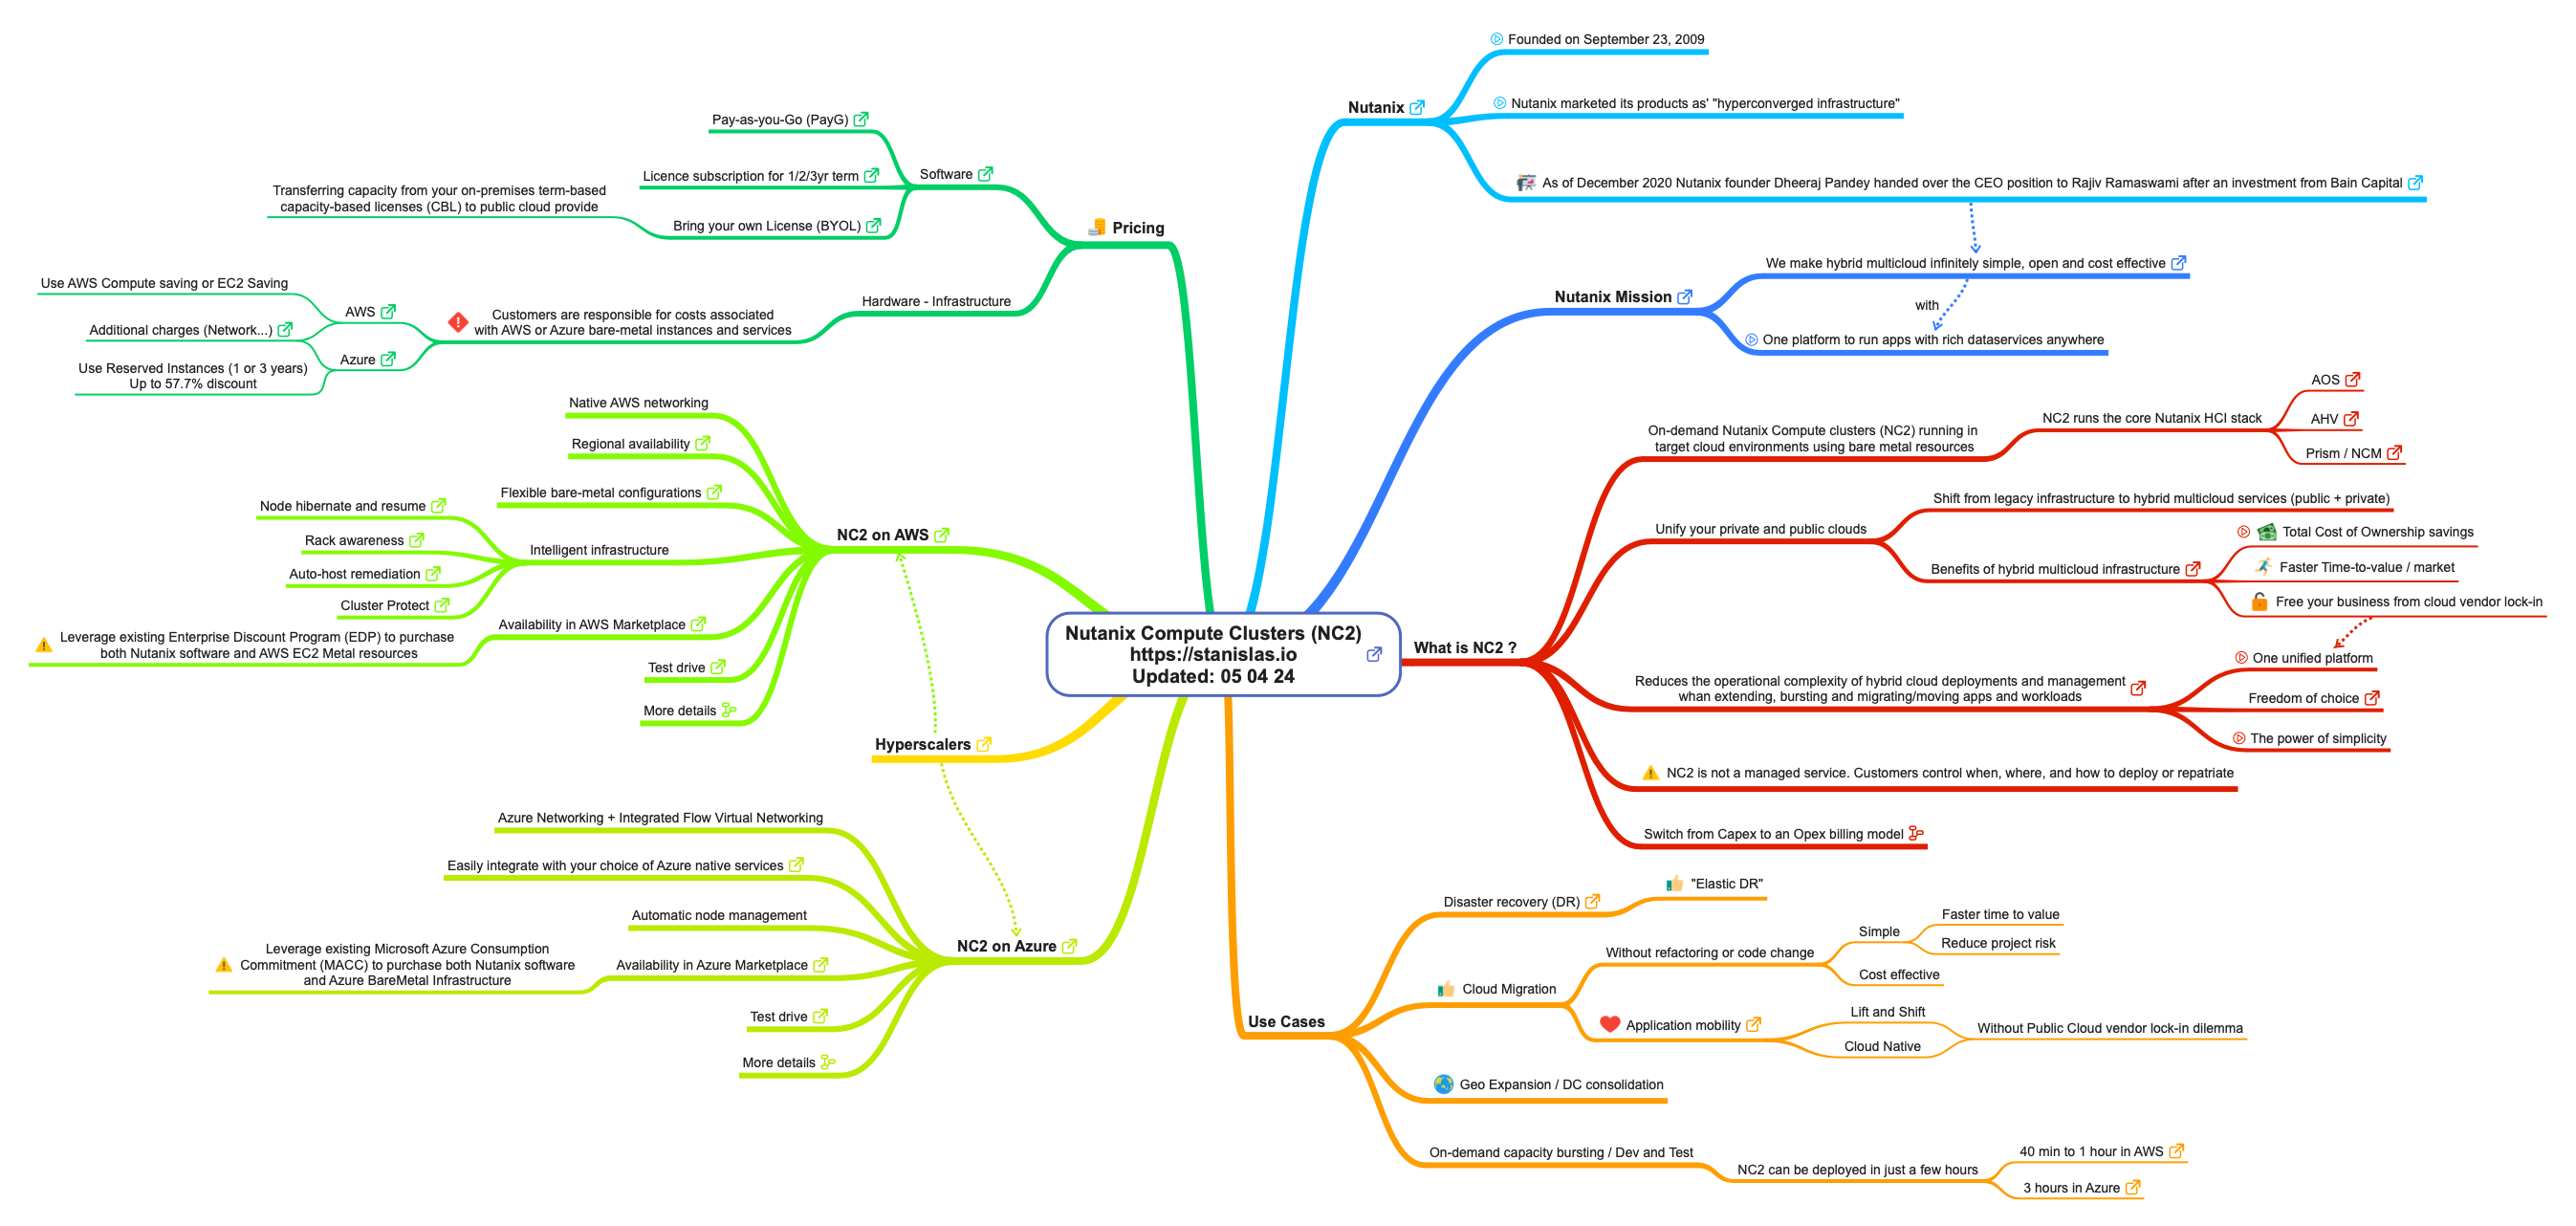 Nutanix Compute Clusters (NC2)
https://stanislas.io
Updated: 05 04 24
Nutanix
Founded on September 23, 2009
Nutanix marketed its products as' "hyperconverged infrastructure"
As of December 2020 Nutanix founder Dheeraj Pandey handed over the CEO position to Rajiv Ramaswami after an investment from Bain Capital
Nutanix Mission
We make hybrid multicloud infinitely simple, open and cost effective
with
One platform to run apps with rich dataservices anywhere
What is NC2 ?
On-demand Nutanix Compute clusters (NC2) running in
target cloud environments using bare metal resources
NC2 runs the core Nutanix HCI stack
AOS
AHV
Prism / NCM
Unify your private and public clouds
Shift from legacy infrastructure to hybrid multicloud services (public + private)
Benefits of hybrid multicloud infrastructure
Total Cost of Ownership savings
Faster Time-to-value / market
Free your business from cloud vendor lock-in
Reduces the operational complexity of hybrid cloud deployments and management
whan extending, bursting and migrating/moving apps and workloads
One unified platform
Freedom of choice
The power of simplicity
NC2 is not a managed service. Customers control when, where, and how to deploy or repatriate
Switch from Capex to an Opex billing model
Use Cases
Disaster recovery (DR)
"Elastic DR"
Cloud Migration
Without refactoring or code change
Simple
Faster time to value
Reduce project risk
Cost effective
Application mobility
Lift and Shift
Cloud Native
Without Public Cloud vendor lock-in dilemma
Geo Expansion / DC consolidation
On-demand capacity bursting / Dev and Test
NC2 can be deployed in just a few hours
40 min to 1 hour in AWS
3 hours in Azure
Pricing
Software
Pay-as-you-Go (PayG)
Licence subscription for 1/2/3yr term
Bring your own License (BYOL)
Transferring capacity from your on-premises term-based
capacity-based licenses (CBL) to public cloud provide
Hardware - Infrastructure
Customers are responsible for costs associated
with AWS or Azure bare-metal instances and services
AWS
Use AWS Compute saving or EC2 Saving
Additional charges (Network...)
Azure
Use Reserved Instances (1 or 3 years)
Up to 57.7% discount
NC2 on AWS
Native AWS networking
Regional availability
Flexible bare-metal configurations
Intelligent infrastructure
Node hibernate and resume
Rack awareness
Auto-host remediation
Cluster Protect
Availability in AWS Marketplace
Leverage existing Enterprise Discount Program (EDP) to purchase
both Nutanix software and AWS EC2 Metal resources
Test drive
More details
Hyperscalers
NC2 on Azure
Azure Networking + Integrated Flow Virtual Networking
Easily integrate with your choice of Azure native services
Automatic node management
Availability in Azure Marketplace
Leverage existing Microsoft Azure Consumption
Commitment (MACC) to purchase both Nutanix software
and Azure BareMetal Infrastructure
Test drive
More details